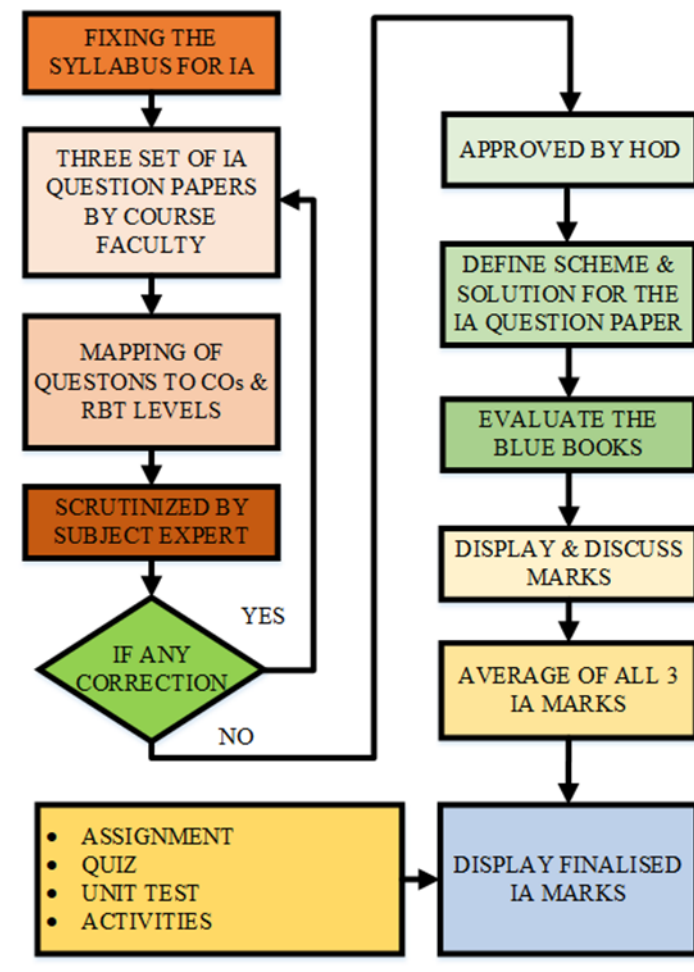 FIXING THE
SYLLABUS FOR IA
THREE SET OF IA
QUESTION PAPERS
BY COURSE
FACULTY
MAPPING OF
QUESTONS TO COs &
RBT LEVELS
SCRUTINIZED BY
SUBJECT EXPERT
YES
IF ANY
CORRECTION
NO
APPROVED BY HOD
DEFINE SCHEME &
SOLUTION FOR THE
IA QUESTION PAPER
EVALUATE THE
BLUE BOOKS
DISPLAY & DISCUSS
MARKS
AVERAGE OF ALL 3
IA MARKS
• ASSIGNMENT
• QUIZ
• UNIT TEST
• ACTIVITIES
DISPLAY FINALISED
IA MARKS